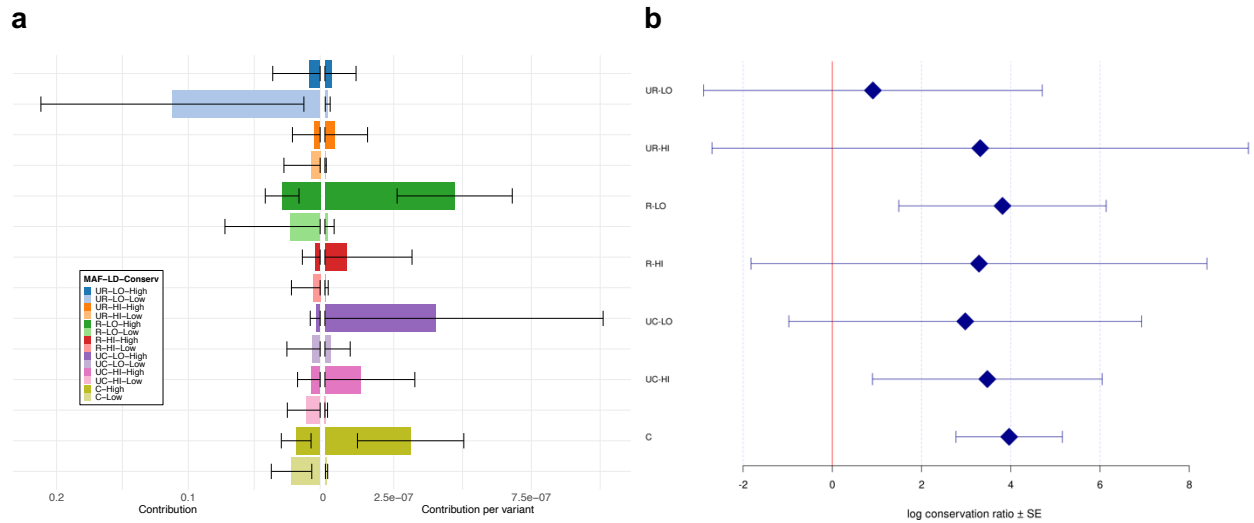 a
b
MAF−LD−Conserv
UR−LO−High
UR−LO−Low
UR−HI−High
UR−HI−Low
R−LO−High
R−LO−Low
R−HI−High
R−HI−Low
UC−LO−High
UC−LO−Low
UC−HI−High
UC−HI−Low
C−High
C−Low
0.2
0.1
0
2.5e−07
7.5e−07
Contribution
Contribution per variant
UR-LO
UR-HI
R-LO
R-HI
UC-LO
UC-HI
C
-2
0
2
4
6
8
log conservation ratio ± SE